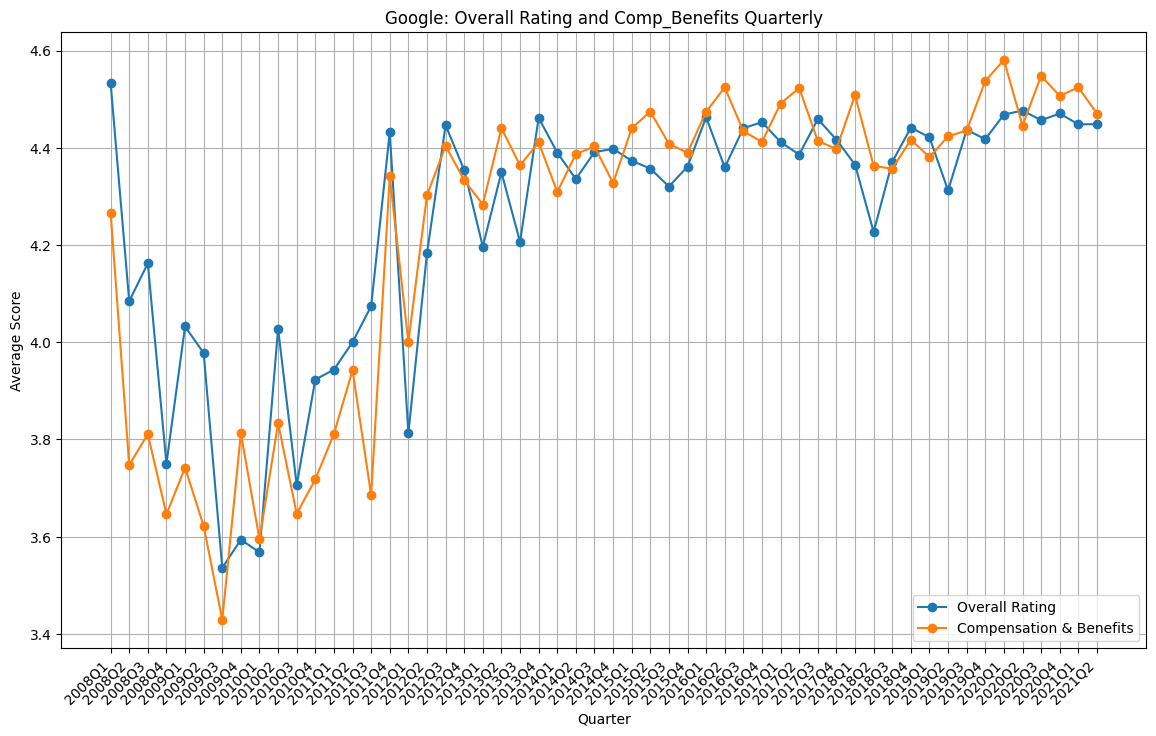 Google: Overall Rating and Comp_Benefits Quarterly
4.6
4.4
4.2
4.0
3.8
3.6
3.4
Average Score
Overall Rating
Compensation & Benefits
2008Q1
2008Q2
2008Q3
2008Q4
2009Q1
2009Q2
2009Q3
2009Q4
2010Q1
2010Q2
2010Q3
2010Q4
2011Q1
2011Q2
2011Q3
2011Q4
2012Q1
2012Q2
2012Q3
2012Q4
2013Q1
2013Q2
2013Q3
2013Q4
2014Q1
2014Q2
2014Q3
2014Q4
2015Q1
2015Q2
2015Q3
2015Q4
2016Q1
2016Q2
2016Q3
2016Q4
2017Q1
2017Q2
2017Q3
2017Q4
2018Q1
2018Q2
2018Q3
2018Q4
2019Q1
2019Q2
2019Q3
2019Q4
2020Q1
2020Q2
2020Q3
2020Q4
2021Q1
2021Q2
Quarter